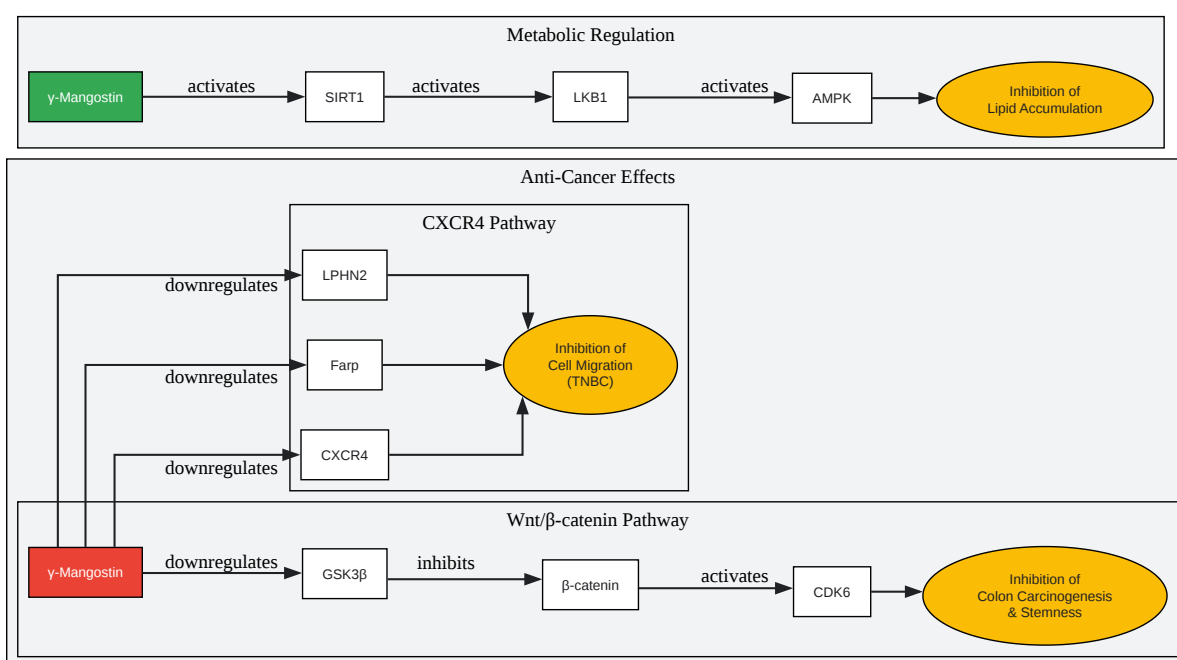 Metabolic Regulation
γ-Mangostin
activates
SIRT1
activates
LKB1
activates
AMPK
Inhibition of
Lipid Accumulation
Anti-Cancer Effects
CXCR4 Pathway
downregulates
LPHN2
downregulates
Farp
Inhibition of
Cell Migration
(TNBC)
downregulates
CXCR4
Wnt/β-catenin Pathway
γ-Mangostin
downregulates
GSK3β
inhibits
β-catenin
activates
CDK6
Inhibition of
Colon Carcinogenesis
& Stemness